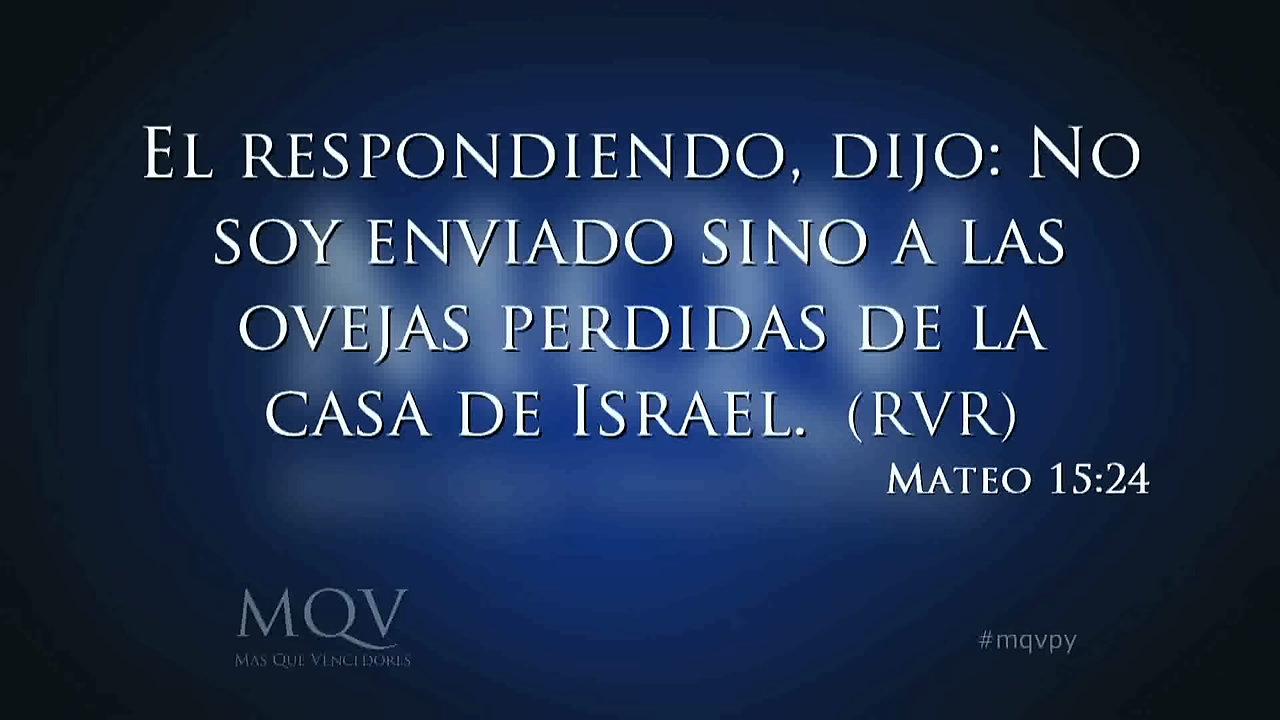 El respondiendo, dijo: No
soy enviado sino a las
ovejas perdidas de la
casa de Israel. (RVR)
Mateo 15:24
MQV
Mas Que Vencedores
#mqvpy